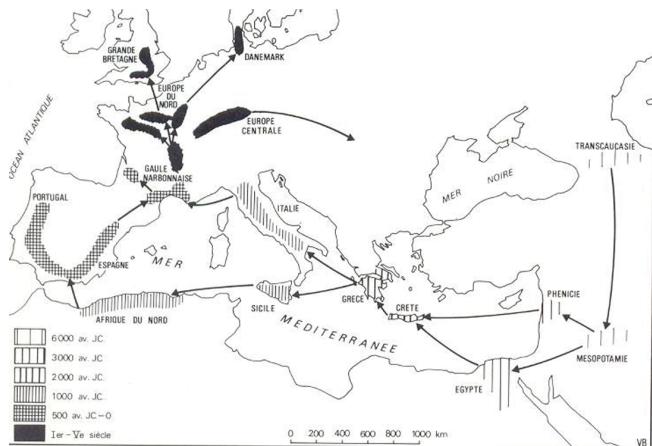 GRANDE
BRETAGNE
DANEMARK
EUROPE
DU
NORD
EUROPE
CENTRALE
OCEAN ATLANTIQUE
TRANSCAUCASIE
GAULE
NARBONNAISE
MER NOIRE
PORTUGAL
ITALIE
ESPAGNE
MER
MEDITERRANEE
AFRIQUE DU NORD
SICILE
GRECE
CRETE
PHENICIE
MESOPOTAMIE
EGYPTE
6000 av. JC.
3000 av. JC.
2000 av. JC.
1000 av. JC.
500 av. JC-0
Ier-Ve siècle
0 200 400 600 800 1000 km
VB